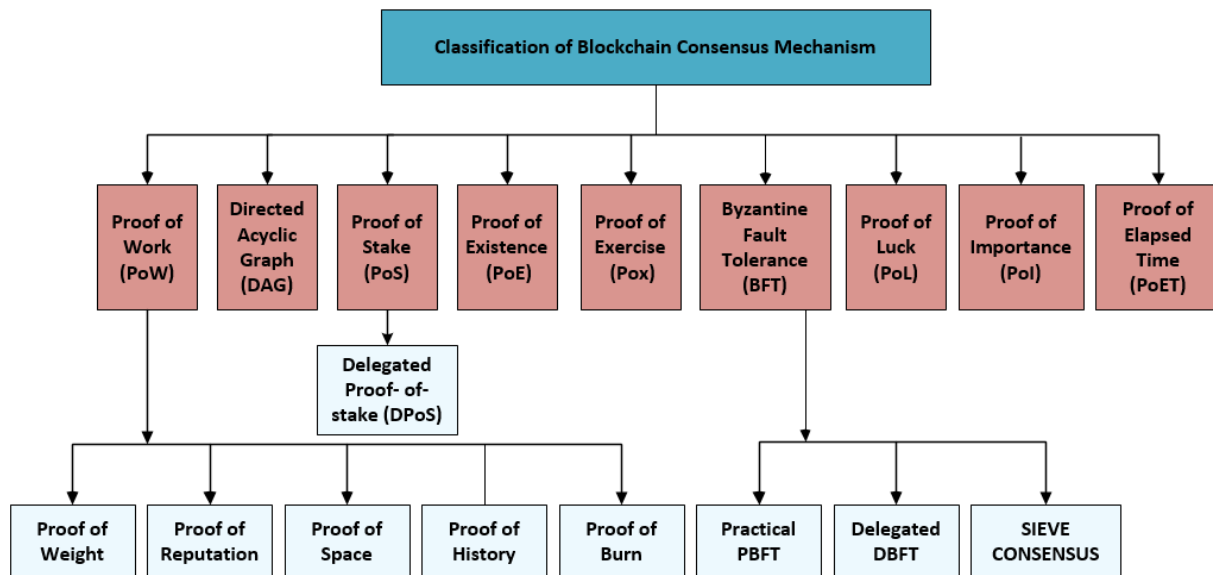 Classification of Blockchain Consensus Mechanism
Proof of
Work
(PoW)
Directed
Acyclic
Graph
(DAG)
Proof of
Stake
(PoS)
Proof of
Existence
(PoE)
Proof of
Exercise
(Pox)
Byzantine
Fault
Tolerance
(BFT)
Proof of
Luck
(PoL)
Proof of
Importance
(PoI)
Proof of
Elapsed
Time
(PoET)
Delegated
Proof- of-
stake (DPoS)
Proof of
Weight
Proof of
Reputation
Proof of
Space
Proof of
History
Proof of
Burn
Practical
PBFT
Delegated
DBFT
SIEVE
CONSENSUS